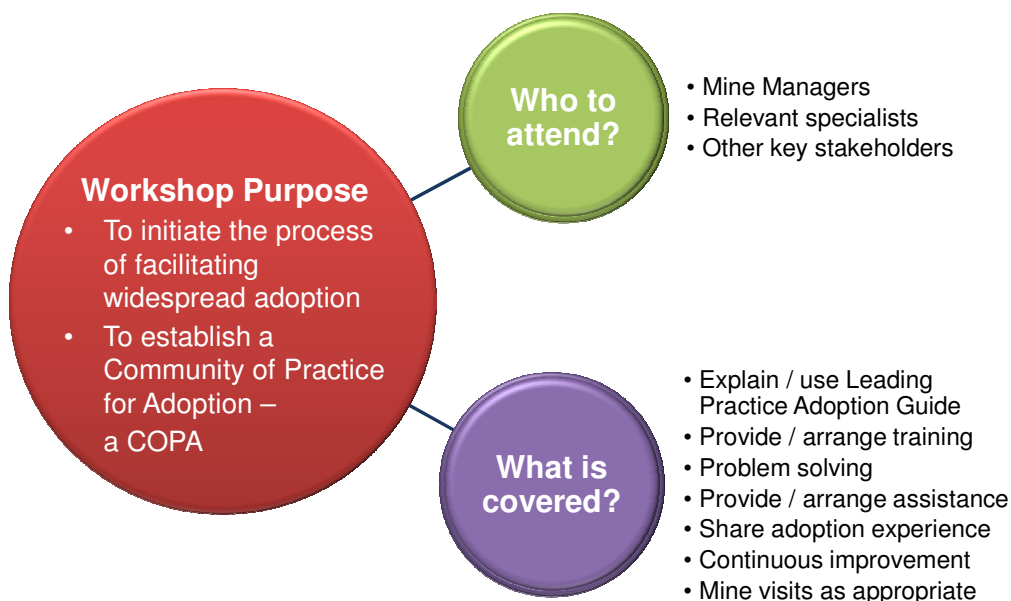 Workshop Purpose
• To initiate the process
of facilitating
widespread adoption
• To establish a
Community of Practice
for Adoption –
a COPA
Who to
attend?
• Mine Managers
• Relevant specialists
• Other key stakeholders
What is
covered?
• Explain / use Leading
Practice Adoption Guide
• Provide / arrange training
• Problem solving
• Provide / arrange assistance
• Share adoption experience
• Continuous improvement
• Mine visits as appropriate